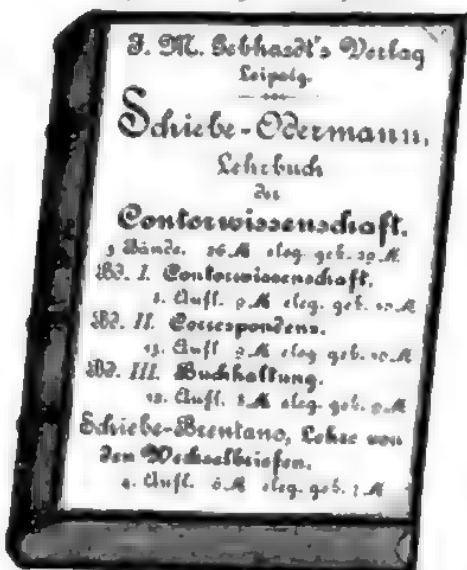 J. M. Gebhardt's Verlag
Leipzig.
Schiebe-Odermann,
Lehrbuch
der
Contorwissenschaft.
3 Bände. 26 M eleg. geb. 29 M.
Bd. I. Contorwissenschaft.
Aufl. 9 M eleg. geb. 10 M
Bd. II. Correspondenz.
13. Aufl. 9 M eleg. geb. 10 M
Bd. III. Buchhaltung.
Aufl. 8 M eleg. geb. 9 M
Schiebe-Brentano, Lehre von
den Wechselbriefen.
4. Aufl. 6 M eleg. geb. 7 M